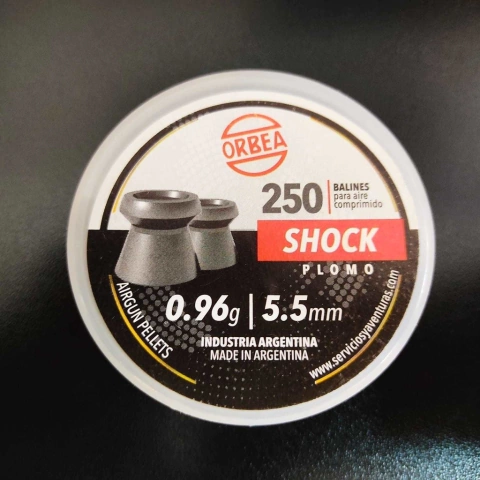 ORBEA
250
BALINES
para aire
comprimido
SHOCK
PLOMO
0.96g | 5.5mm
INDUSTRIA ARGENTINA
MADE IN ARGENTINA
AIRGUN PELLETS
www.serviciosyaventuras.com